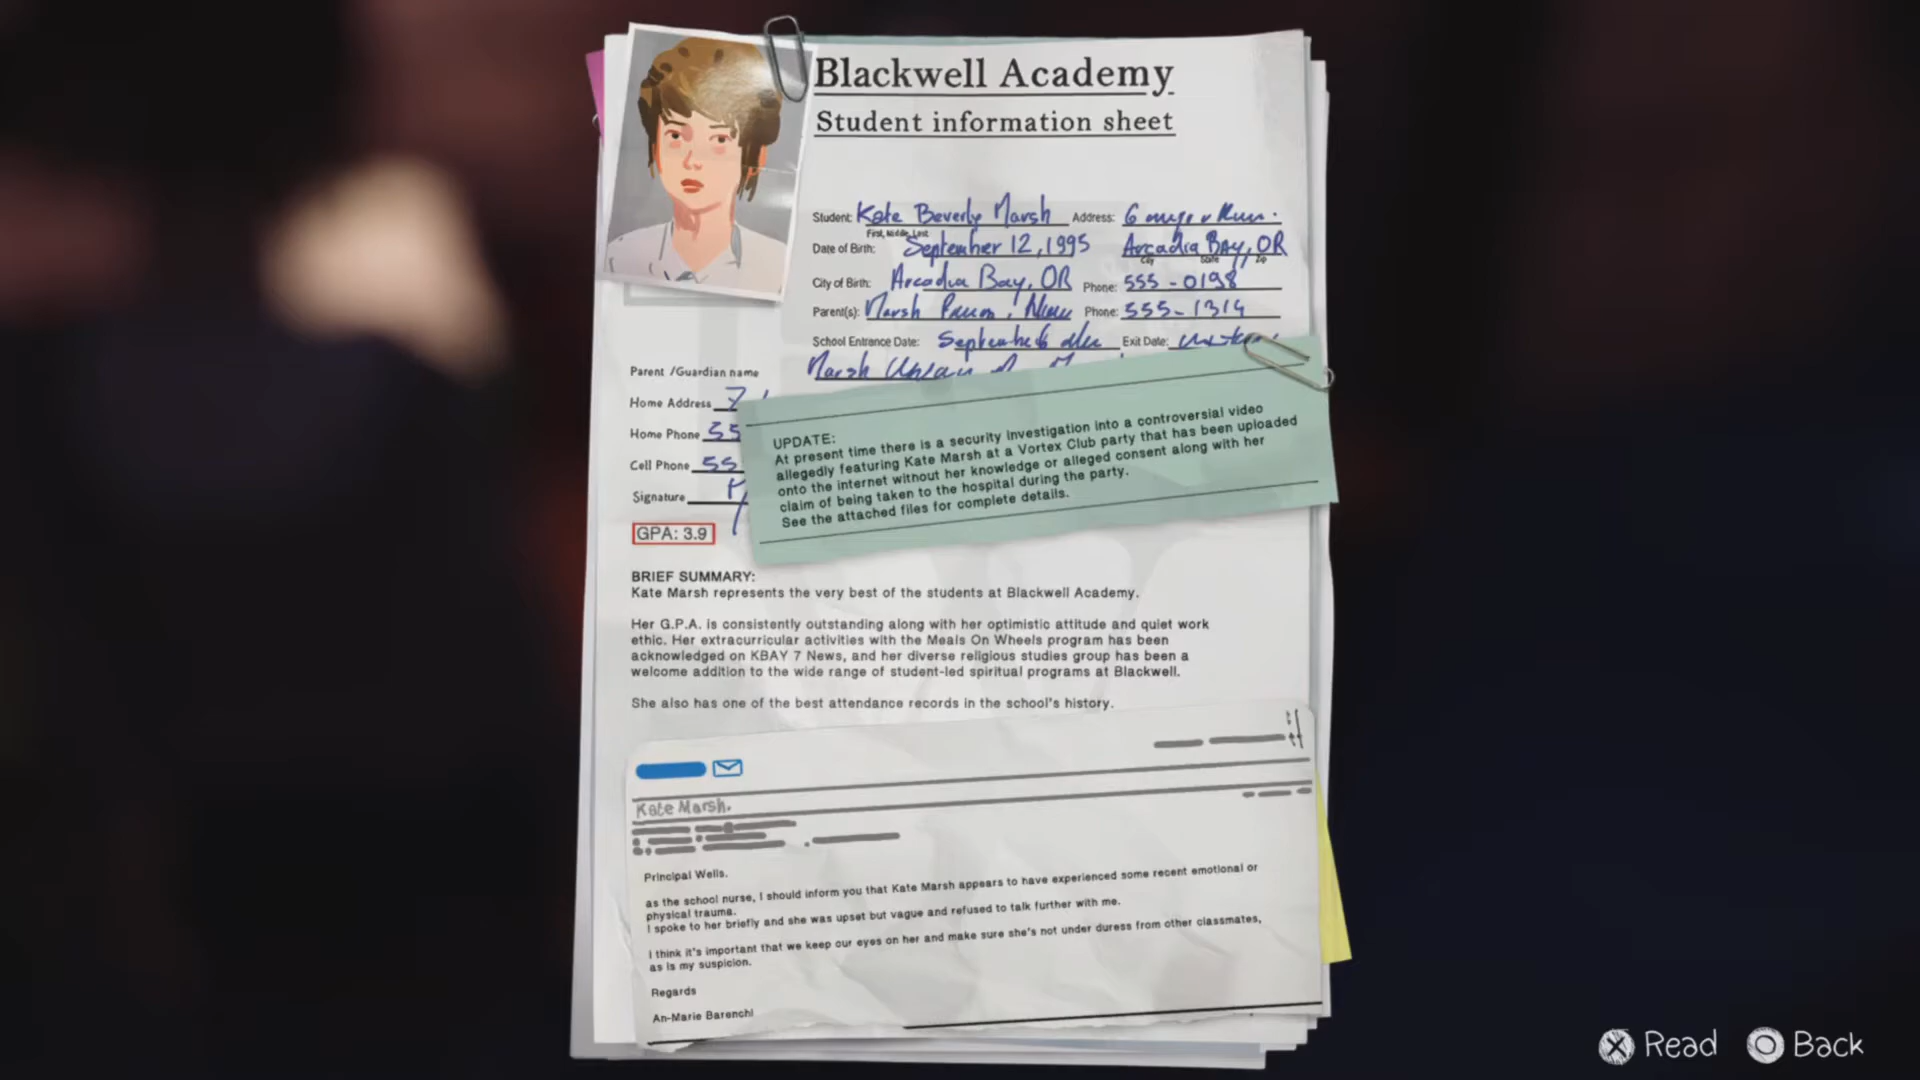 Blackwell Academy
Student information sheet
Student: Kate Beverly Marsh Address: 6
First, Middle, Last
Date of Birth: September 12, 1995 Arcadia Bay, OR
City State Zip
City of Birth: Arcadia Bay, OR Phone: 555-0198
Parent(s): Marsh Phone: 555-1314
School Entrance Date: September Exit Date:
Parent /Guardian name Marsh
Home Address
Home Phone 55
Cell Phone 55
Signature
UPDATE:
At present time there is a security investigation into a controversial video
allegedly featuring Kate Marsh at a Vortex Club party that has been uploaded
onto the internet without her knowledge or alleged consent along with her
claim of being taken to the hospital during the party.
See the attached files for complete details.
GPA: 3.9
BRIEF SUMMARY:
Kate Marsh represents the very best of the students at Blackwell Academy.
Her G.P.A. is consistently outstanding along with her optimistic attitude and quiet work
ethic. Her extracurricular activities with the Meals On Wheels program has been
acknowledged on KBAY 7 News, and her diverse religious studies group has been a
welcome addition to the wide range of student-led spiritual programs at Blackwell.
She also has one of the best attendance records in the school's history.
Kate Marsh.
Principal Wells.
as the school nurse, I should inform you that Kate Marsh appears to have experienced some recent emotional or
physical trauma.
I spoke to her briefly and she was upset but vague and refused to talk further with me.
I think it's important that we keep our eyes on her and make sure she's not under duress from other classmates,
as is my suspicion.
Regards
An-Marie Barenchi
Read
Back